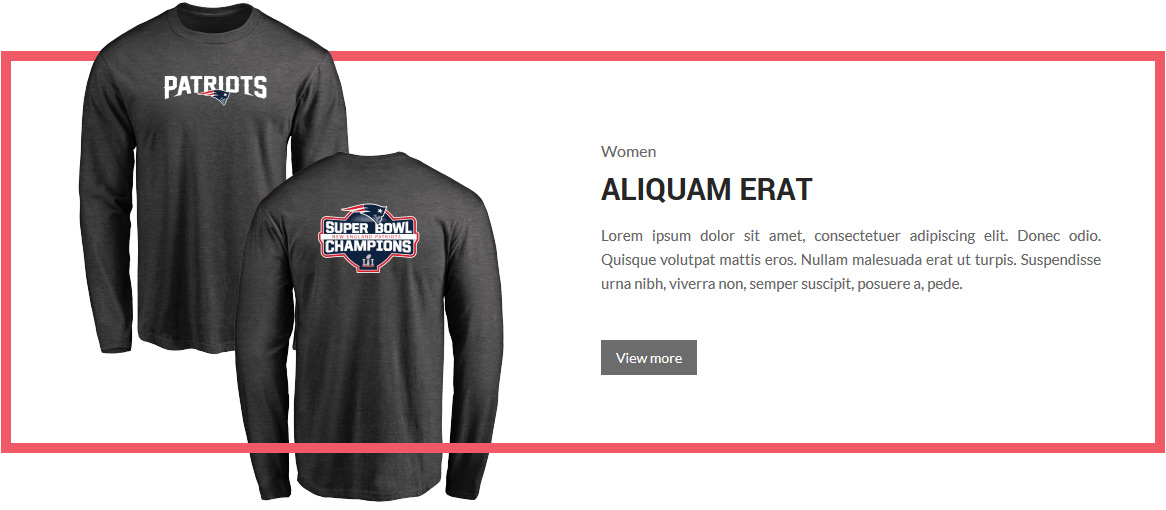 PATRIOTS
SUPER BOWL
NEW ENGLAND PATRIOTS
CHAMPIONS
LI
Women
ALIQUAM ERAT
Lorem ipsum dolor sit amet, consectetuer adipiscing elit. Donec odio.
Quisque volutpat mattis eros. Nullam malesuada erat ut turpis. Suspendisse
urna nibh, viverra non, semper suscipit, posuere a, pede.
View more